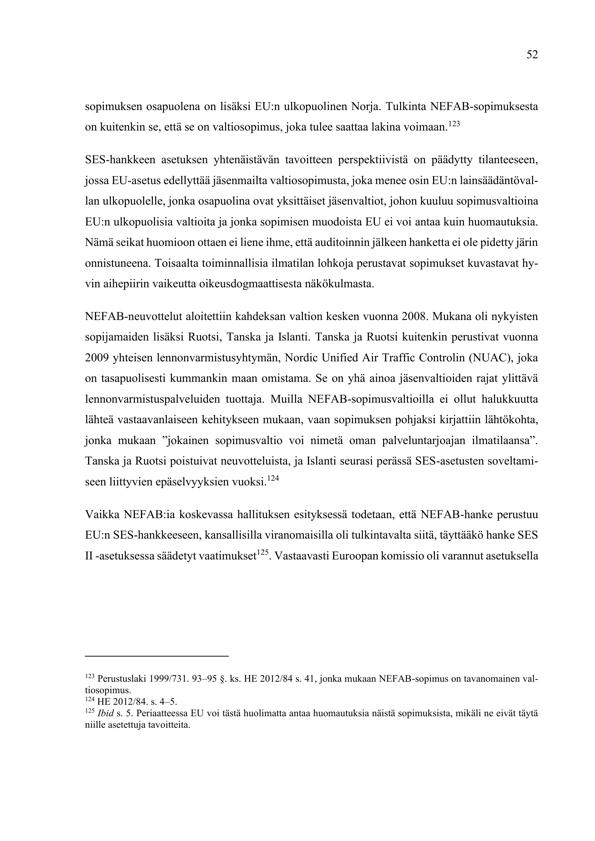 52
sopimuksen osapuolena on lisäksi EU:n ulkopuolinen Norja. Tulkinta NEFAB-sopimuksesta
on kuitenkin se, että se on valtiosopimus, joka tulee saattaa lakina voimaan.123
SES-hankkeen asetuksen yhtenäistävän tavoitteen perspektiivistä on päädytty tilanteeseen,
jossa EU-asetus edellyttää jäsenmailta valtiosopimusta, joka menee osin EU:n lainsäädäntöval-
lan ulkopuolelle, jonka osapuolina ovat yksittäiset jäsenvaltiot, johon kuuluu sopimusvaltioina
EU:n ulkopuolisia valtioita ja jonka sopimisen muodoista EU ei voi antaa kuin huomautuksia.
Nämä seikat huomioon ottaen ei liene ihme, että auditoinnin jälkeen hanketta ei ole pidetty järin
onnistuneena. Toisaalta toiminnallisia ilmatilan lohkoja perustavat sopimukset kuvastavat hy-
vin aihepiirin vaikeutta oikeusdogmaattisesta näkökulmasta.
NEFAB-neuvottelut aloitettiin kahdeksan valtion kesken vuonna 2008. Mukana oli nykyisten
sopijamaiden lisäksi Ruotsi, Tanska ja Islanti. Tanska ja Ruotsi kuitenkin perustivat vuonna
2009 yhteisen lennonvarmistusyhtymän, Nordic Unified Air Traffic Controlin (NUAC), joka
on tasapuolisesti kummankin maan omistama. Se on yhä ainoa jäsenvaltioiden rajat ylittävä
lennonvarmistuspalveluiden tuottaja. Muilla NEFAB-sopimusvaltioilla ei ollut halukkuutta
lähteä vastaavanlaiseen kehitykseen mukaan, vaan sopimuksen pohjaksi kirjattiin lähtökohta,
jonka mukaan ”jokainen sopimusvaltio voi nimetä oman palveluntarjoajan ilmatilaansa”.
Tanska ja Ruotsi poistuivat neuvotteluista, ja Islanti seurasi perässä SES-asetusten soveltami-
seen liittyvien epäselvyyksien vuoksi.124
Vaikka NEFAB:ia koskevassa hallituksen esityksessä todetaan, että NEFAB-hanke perustuu
EU:n SES-hankkeeseen, kansallisilla viranomaisilla oli tulkintavalta siitä, täyttääkö hanke SES
II -asetuksessa säädetyt vaatimukset125. Vastaavasti Euroopan komissio oli varannut asetuksella
123 Perustuslaki 1999/731. 93–95 §. ks. HE 2012/84 s. 41, jonka mukaan NEFAB-sopimus on tavanomainen val-
tiosopimus.
124 HE 2012/84. s. 4–5.
125 Ibid s. 5. Periaatteessa EU voi tästä huolimatta antaa huomautuksia näistä sopimuksista, mikäli ne eivät täytä
niille asetettuja tavoitteita.